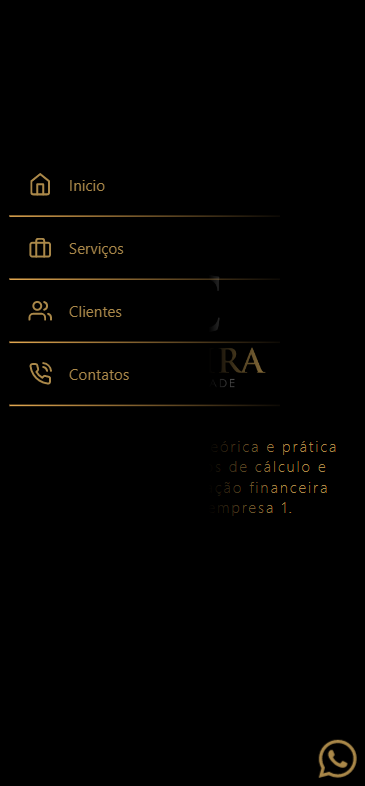 Inicio
Serviços
Clientes
RA
ADE
Contatos
eórica e prática
s de cálculo e
ção financeira
empresa 1.